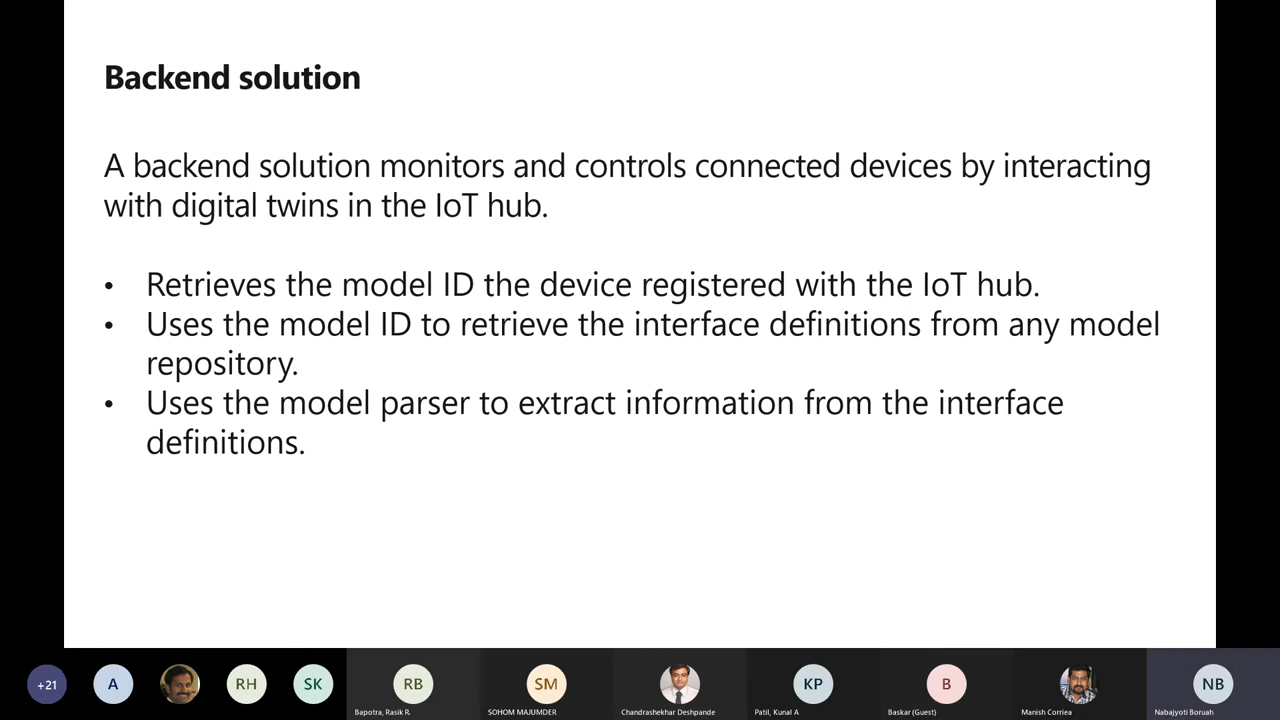 Backend solution
A backend solution monitors and controls connected devices by interacting
with digital twins in the IoT hub.
• Retrieves the model ID the device registered with the IoT hub.
• Uses the model ID to retrieve the interface definitions from any model
repository.
• Uses the model parser to extract information from the interface
definitions.
+21
A
RH
SK
RB
SM
KP
B
NB
Bapotra, Rasik R.
SOHOM MAJUMDER
Chandrashekhar Deshpande
Patil, Kunal A
Baskar (Guest)
Manish Corriea
Nabajyoti Boruah